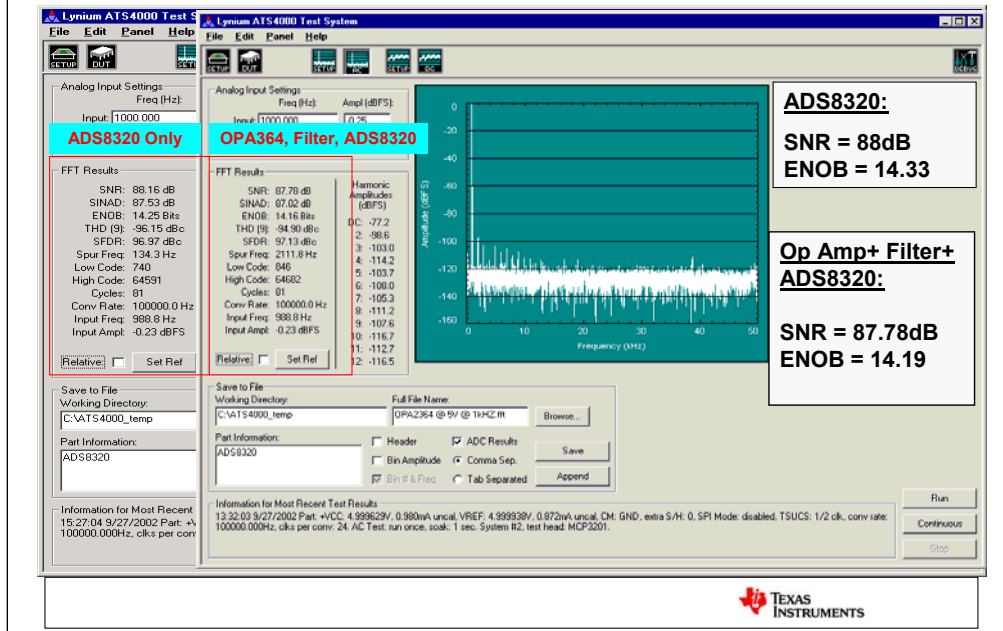 Lynium ATS4000 Test S
File Edit Panel Help
SETUP DUT SETU
Analog Input Settings
Freq (Hz):
Input: 1000.000
ADS8320 Only
FFT Results
SNR: 88.16 dB
SINAD: 87.53 dB
ENOB: 14.25 Bits
THD (9): -96.15 dBc
SFDR: 96.97 dBc
Spur Freq: 134.3 Hz
Low Code: 740
High Code: 64591
Cycles: 81
Conv Rate: 100000.0 Hz
Input Freq: 988.8 Hz
Input Ampl: -0.23 dBFS
Relative: Set Ref
Save to File
Working Directory:
C:\ATS4000_temp
Part Information:
ADS8320
Information for Most Recent
15:27:04 9/27/2002 Part: +V
100000.000Hz, clks per conv
Lynium ATS4000 Test System
File Edit Panel Help
SETUP DUT SETUP AC SETUP DC DEBUG
Analog Input Settings
Freq (Hz): Ampl (dBFS):
Input: 1000.000 -0.25
OPA364, Filter, ADS8320
FFT Results
SNR: 87.78 dB
SINAD: 87.02 dB
ENOB: 14.16 Bits
THD (9): -94.90 dBc
SFDR: 97.13 dBc
Spur Freq: 2111.8 Hz
Low Code: 846
High Code: 64682
Cycles: 81
Conv Rate: 100000.0 Hz
Input Freq: 988.8 Hz
Input Ampl: -0.23 dBFS
Relative: Set Ref
Harmonic
Amplitudes
(dBFS)
DC: -77.2
2: -98.6
3: -103.0
4: -114.2
5: -103.7
6: -108.0
7: -105.3
8: -111.2
9: -107.6
10: -116.7
11: -112.7
12: -116.5
Amplitude (dBFS)
0
-20
-40
-60
-80
-100
-120
-140
-160
0 10 20 30 40 50
Frequency (kHz)
Save to File
Working Directory: Full File Name:
C:\ATS4000_temp OPA2364 @ 5V @ 1kHZ.fft Browse...
Part Information:
ADS8320
Header ADC Results
Bin Amplitude Comma Sep.
Bin # & Freq Tab Separated
Save
Append
Information for Most Recent Test Results
13:32:03 9/27/2002 Part: +VCC: 4.999629V, 0.980mA uncal, VREF: 4.999938V, 0.872mA uncal, CM: GND, extra S/H: 0, SPI Mode: disabled, TSUCS: 1/2 clk, conv rate:
100000.000Hz, clks per conv: 24, AC Test: run once, soak: 1 sec. System #2, test head: MCP3201.
Run
Continuous
Stop
ADS8320:
SNR = 88dB
ENOB = 14.33
Op Amp+ Filter+
ADS8320:
SNR = 87.78dB
ENOB = 14.19
TEXAS
INSTRUMENTS